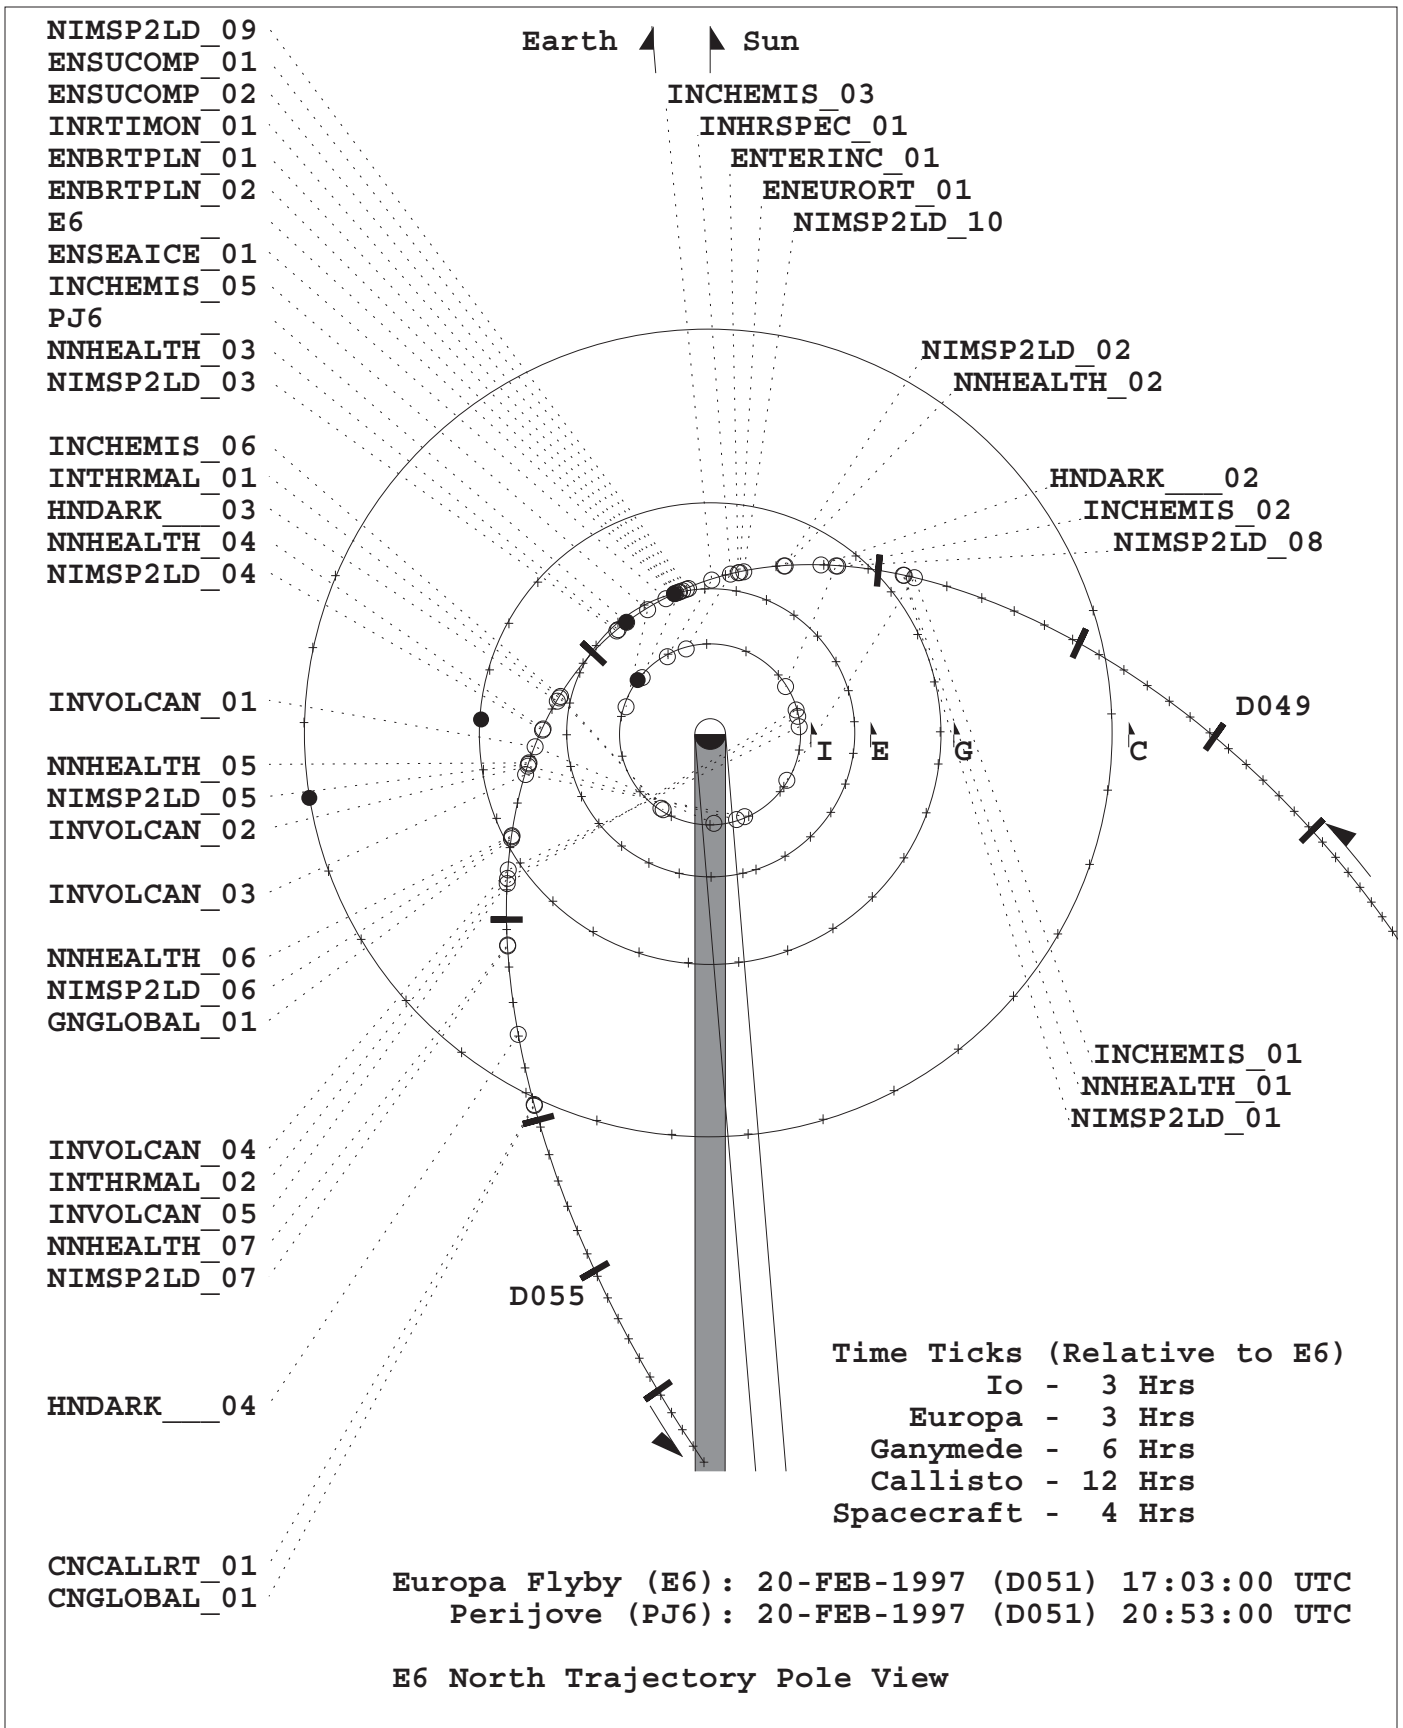 NIMSP2LD_09
ENSUCOMP_01
ENSUCOMP_02
INRTIMON_01
ENBRTPLN_01
ENBRTPLN_02
E6 _
ENSEAICE_01
INCHEMIS_05
PJ6 _
NNHEALTH_03
NIMSP2LD_03
INCHEMIS_06
INTHRMAL_01
HNDARK___03
NNHEALTH_04
NIMSP2LD_04
INVOLCAN_01
NNHEALTH_05
NIMSP2LD_05
INVOLCAN_02
INVOLCAN_03
NNHEALTH_06
NIMSP2LD_06
GNGLOBAL_01
INVOLCAN_04
INTHRMAL_02
INVOLCAN_05
NNHEALTH_07
NIMSP2LD_07
HNDARK___04
CNCALLRT_01
CNGLOBAL_01
Earth Sun
INCHEMIS_03
INHRSPEC_01
ENTERINC_01
ENEURORT_01
NIMSP2LD_10
NIMSP2LD_02
NNHEALTH_02
HNDARK___02
INCHEMIS_02
NIMSP2LD_08
D049
I E G C
INCHEMIS_01
NNHEALTH_01
NIMSP2LD_01
D055
Time Ticks (Relative to E6)
Io - 3 Hrs
Europa - 3 Hrs
Ganymede - 6 Hrs
Callisto - 12 Hrs
Spacecraft - 4 Hrs
Europa Flyby (E6): 20-FEB-1997 (D051) 17:03:00 UTC
Perijove (PJ6): 20-FEB-1997 (D051) 20:53:00 UTC
E6 North Trajectory Pole View